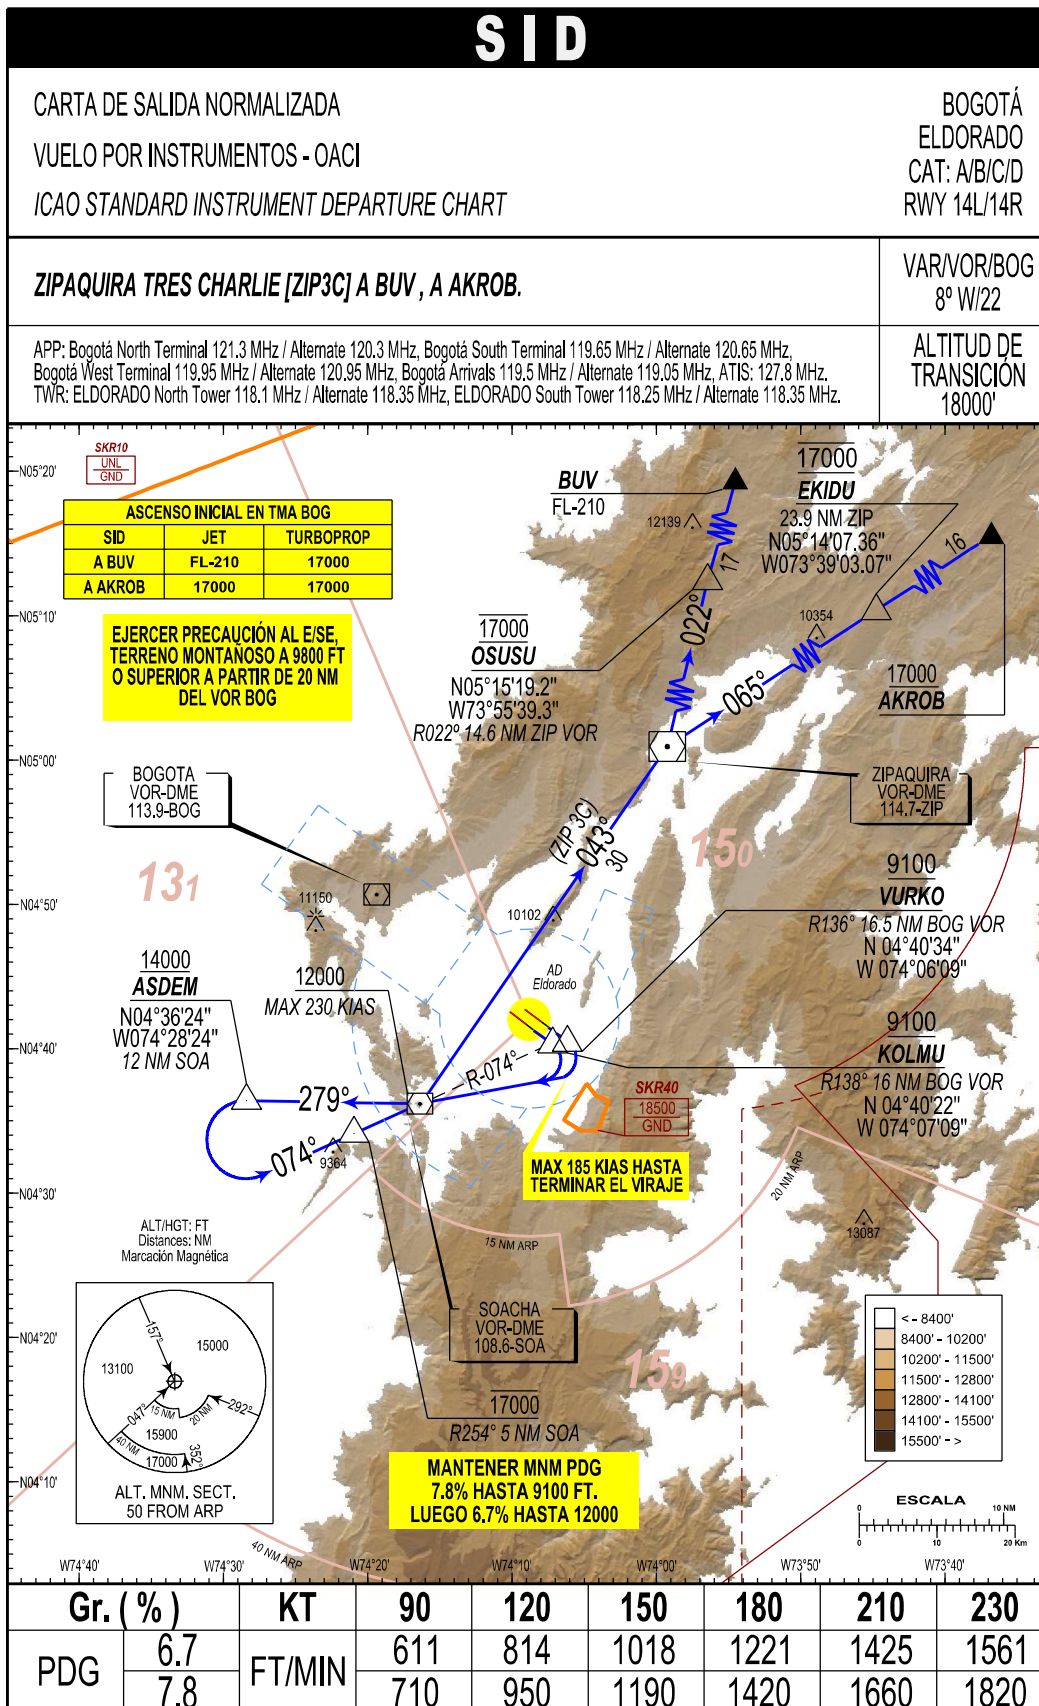 SID
CARTA DE SALIDA NORMALIZADA
VUELO POR INSTRUMENTOS - OACI
ICAO STANDARD INSTRUMENT DEPARTURE CHART
BOGOTÁ
ELDORADO
CAT: A/B/C/D
RWY 14L/14R
ZIPAQUIRA TRES CHARLIE [ZIP3C] A BUV , A AKROB.
VAR/VOR/BOG
8º W/22
APP: Bogotá North Terminal 121.3 MHz / Alternate 120.3 MHz, Bogotá South Terminal 119.65 MHz / Alternate 120.65 MHz,
Bogotá West Terminal 119.95 MHz / Alternate 120.95 MHz, Bogotá Arrivals 119.5 MHz / Alternate 119.05 MHz, ATIS: 127.8 MHz.
TWR: ELDORADO North Tower 118.1 MHz / Alternate 118.35 MHz, ELDORADO South Tower 118.25 MHz / Alternate 118.35 MHz.
ALTITUD DE
TRANSICIÓN
18000'
SKR10
UNL
GND
N05°20'
ASCENSO INICIAL EN TMA BOG
SID JET TURBOPROP
A BUV FL-210 17000
A AKROB 17000 17000
BUV
FL-210
12139
17
17000
EKIDU
23.9 NM ZIP
N05°14'07.36"
W073°39'03.07"
16
N05°10'
EJERCER PRECAUCIÓN AL E/SE,
TERRENO MONTAÑOSO A 9800 FT
O SUPERIOR A PARTIR DE 20 NM
DEL VOR BOG
17000
OSUSU
N05°15'19.2"
W73°55'39.3"
R022º 14.6 NM ZIP VOR
022°
10354
065°
17000
AKROB
N05°00'
BOGOTA
VOR-DME
113.9-BOG
ZIPAQUIRA
VOR-DME
114.7-ZIP
(ZIP 3C)
043°
30
131
150
11150
10102
N04°50'
9100
VURKO
R136° 16.5 NM BOG VOR
N 04°40'34"
W 074°06'09"
14000
ASDEM
N04°36'24"
W074°28'24"
12 NM SOA
12000
MAX 230 KIAS
AD
Eldorado
9100
KOLMU
R138° 16 NM BOG VOR
N 04°40'22"
W 074°07'09"
N04°40'
R-074°
SKR40
18500
GND
279°
074°
9364
MAX 185 KIAS HASTA
TERMINAR EL VIRAJE
N04°30'
20 NM ARP
13087
15 NM ARP
ALT/HGT: FT
Distances: NM
Marcación Magnética
SOACHA
VOR-DME
108.6-SOA
N04°20'
159
157°
15000
13100
047°
15 NM
20 NM
292°
15900
40 NM
17000
352°
ALT. MNM. SECT.
50 FROM ARP
<- 8400'
8400' - 10200'
10200' - 11500'
11500' - 12800'
12800' - 14100'
14100' - 15500'
15500' - >
17000
R254° 5 NM SOA
MANTENER MNM PDG
7.8% HASTA 9100 FT.
LUEGO 6.7% HASTA 12000
N04°10'
ESCALA
0 10 NM
0 10 20 Km
40 NM ARP
W74°40' W74°30' W74°20' W74°10' W74°00' W73°50' W73°40'
Gr. ( % ) KT 90 120 150 180 210 230
PDG 6.7 FT/MIN 611 814 1018 1221 1425 1561
7.8 710 950 1190 1420 1660 1820